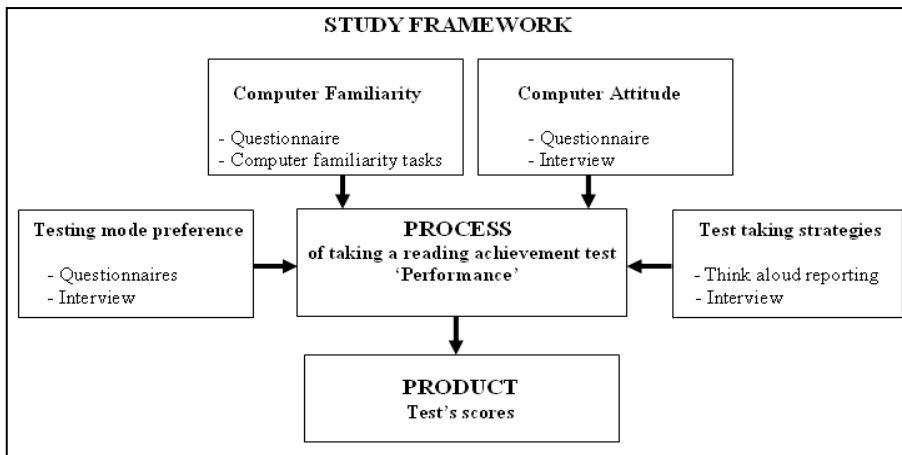 STUDY FRAMEWORK
Computer Familiarity
- Questionnaire
- Computer familiarity tasks
Computer Attitude
- Questionnaire
- Interview
Testing mode preference
- Questionnaires
- Interview
PROCESS
of taking a reading achievement test
‘Performance’
Test taking strategies
- Think aloud reporting
- Interview
PRODUCT
Test’s scores